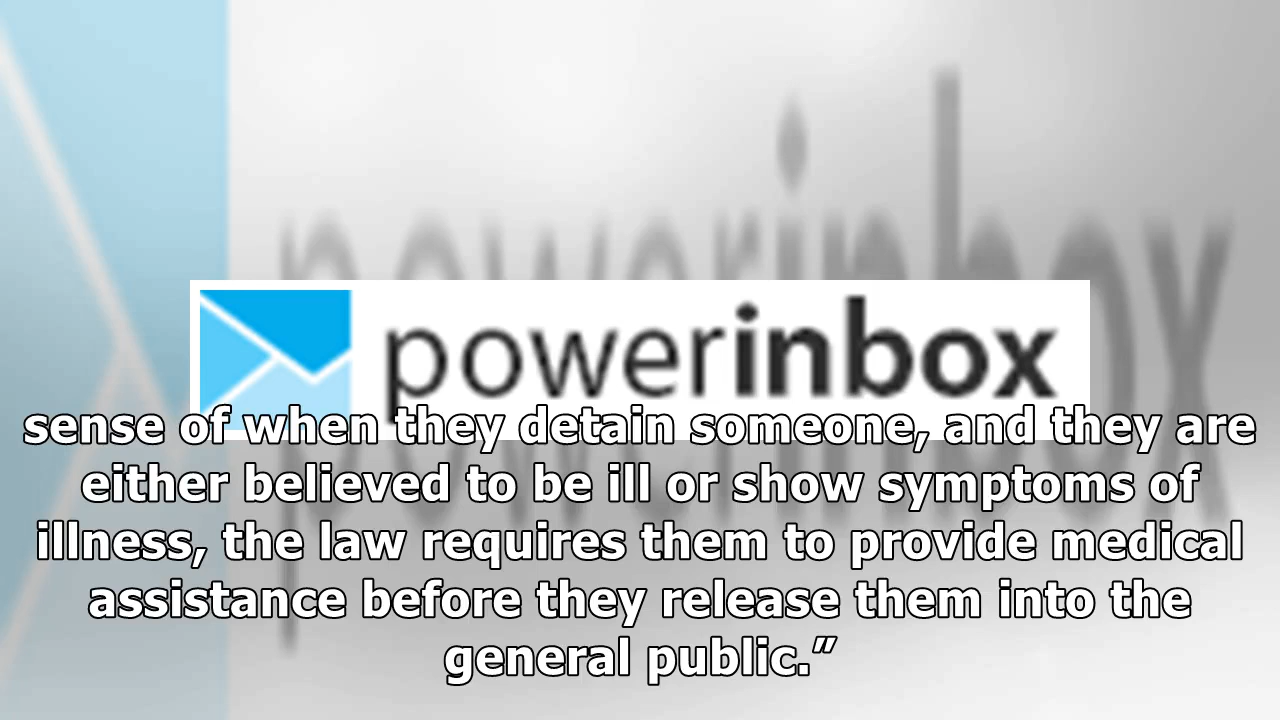 powerinbox
powerinbox
sense of when they detain someone, and they are
either believed to be ill or show symptoms of
illness, the law requires them to provide medical
assistance before they release them into the
general public.”